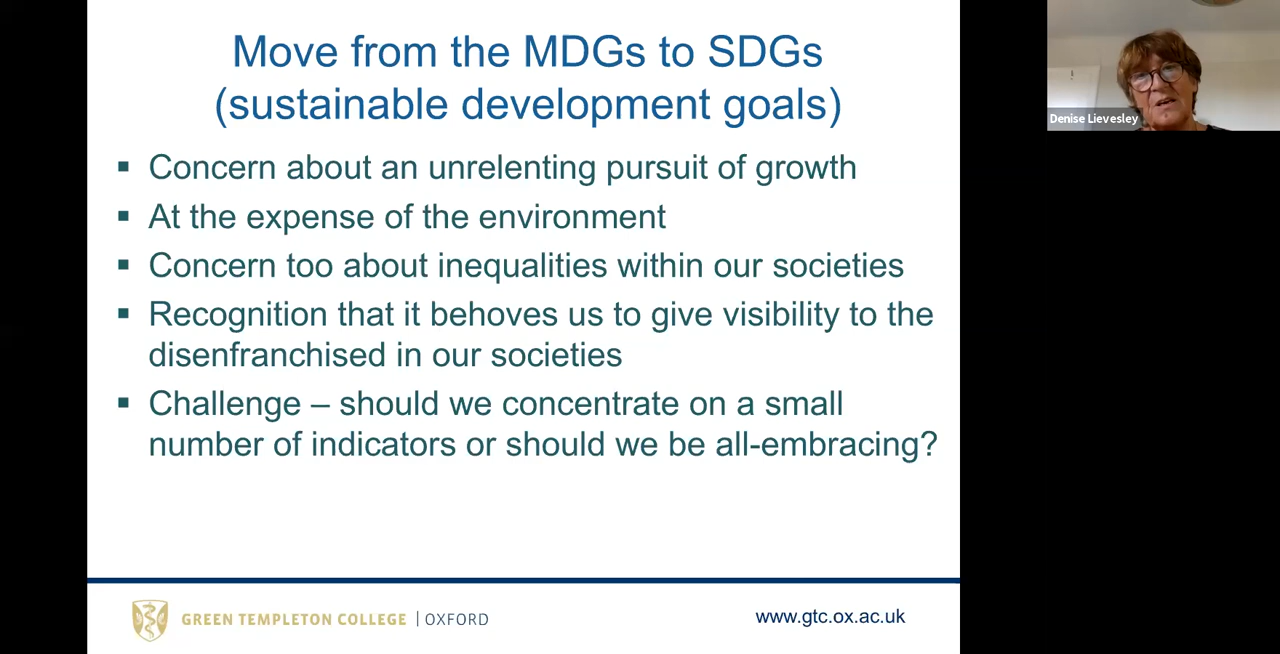 Move from the MDGs to SDGs
(sustainable development goals)
▪ Concern about an unrelenting pursuit of growth
▪ At the expense of the environment
▪ Concern too about inequalities within our societies
▪ Recognition that it behoves us to give visibility to the
disenfranchised in our societies
▪ Challenge – should we concentrate on a small
number of indicators or should we be all-embracing?
GREEN TEMPLETON COLLEGE | OXFORD
www.gtc.ox.ac.uk
Denise Lievesley